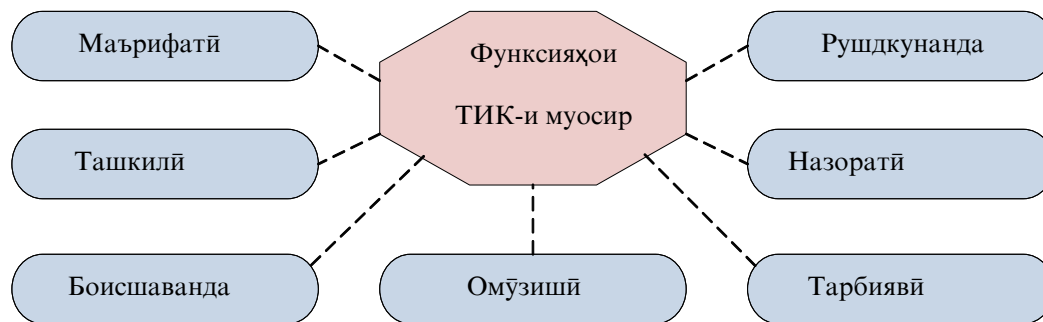 Маърифатӣ
Функсияҳои
ТИК-и муосир
Рушдкунанда
Ташкилӣ
Назоратӣ
Боисшаванда
Омӯзишӣ
Тарбиявӣ